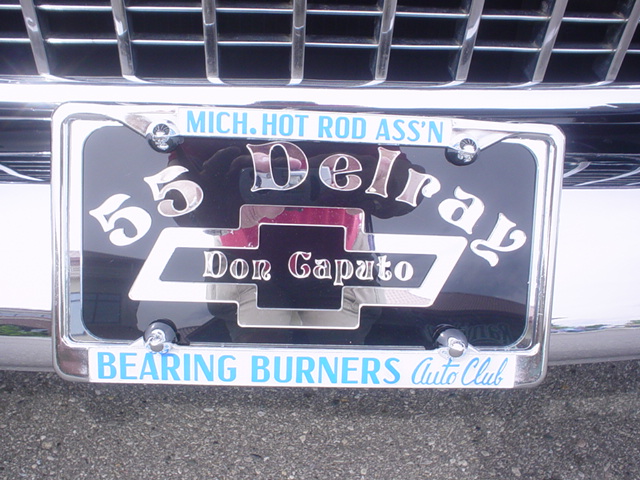 MICH. HOT ROD ASS'N
55 Delray
Don Caputo
BEARING BURNERS Auto Club